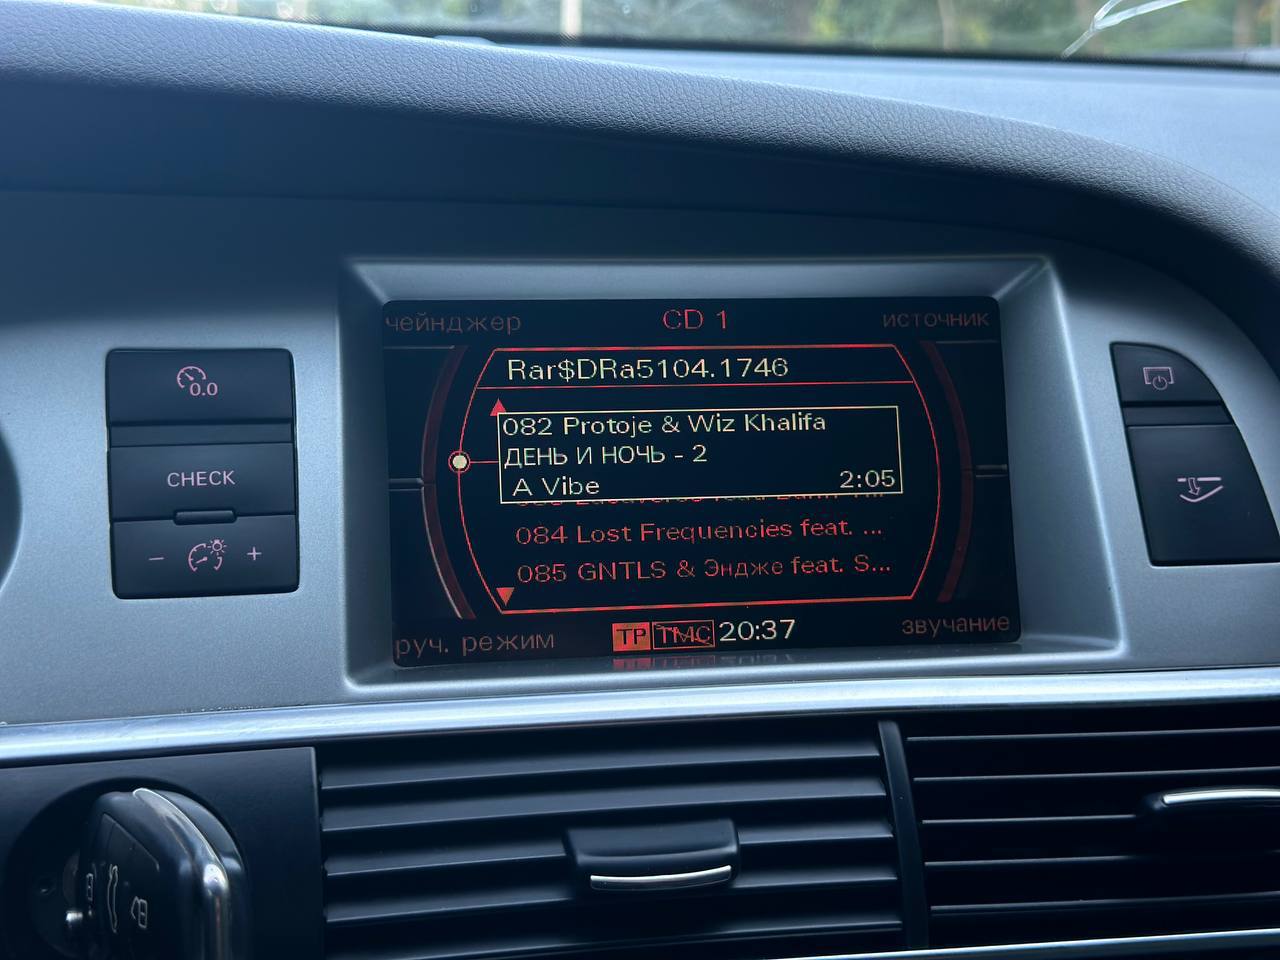 чейнджер
CD 1
источник
Rar$DRa5104.1746
082 Protoje & Wiz Khalifa
ДЕНЬ И НОЧЬ - 2
A Vibe 2:05
084 Lost Frequencies feat. ...
085 GNTLS & Эндже feat. S...
руч. режим
TP TMC 20:37
звучание
0.0
CHECK
- +